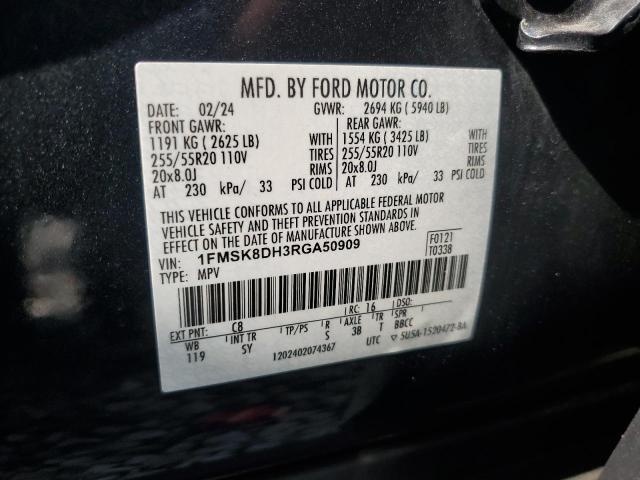 MFD. BY FORD MOTOR CO.
DATE: 02/24 GVWR: 2694 KG ( 5940 LB)
FRONT GAWR: REAR GAWR:
1191 KG ( 2625 LB) WITH 1554 KG ( 3425 LB) WITH
255/55R20 110V TIRES 255/55R20 110V TIRES
20x8.0J RIMS 20x8.0J RIMS
AT 230 kPa/ 33 PSI COLD AT 230 kPa/ 33 PSI COLD
THIS VEHICLE CONFORMS TO ALL APPLICABLE FEDERAL MOTOR
VEHICLE SAFETY AND THEFT PREVENTION STANDARDS IN
EFFECT ON THE DATE OF MANUFACTURE SHOWN ABOVE.
VIN: 1FMSK8DH3RGA50909 F0121
TYPE: MPV T0338
EXT PNT: C8 RC: 16 DSO:
WB INT TR TP/PS R AXLE TR SPR
119 SY S 3B T BBCC
1202402074367 UTC ▽ 5USA-1520472-BA